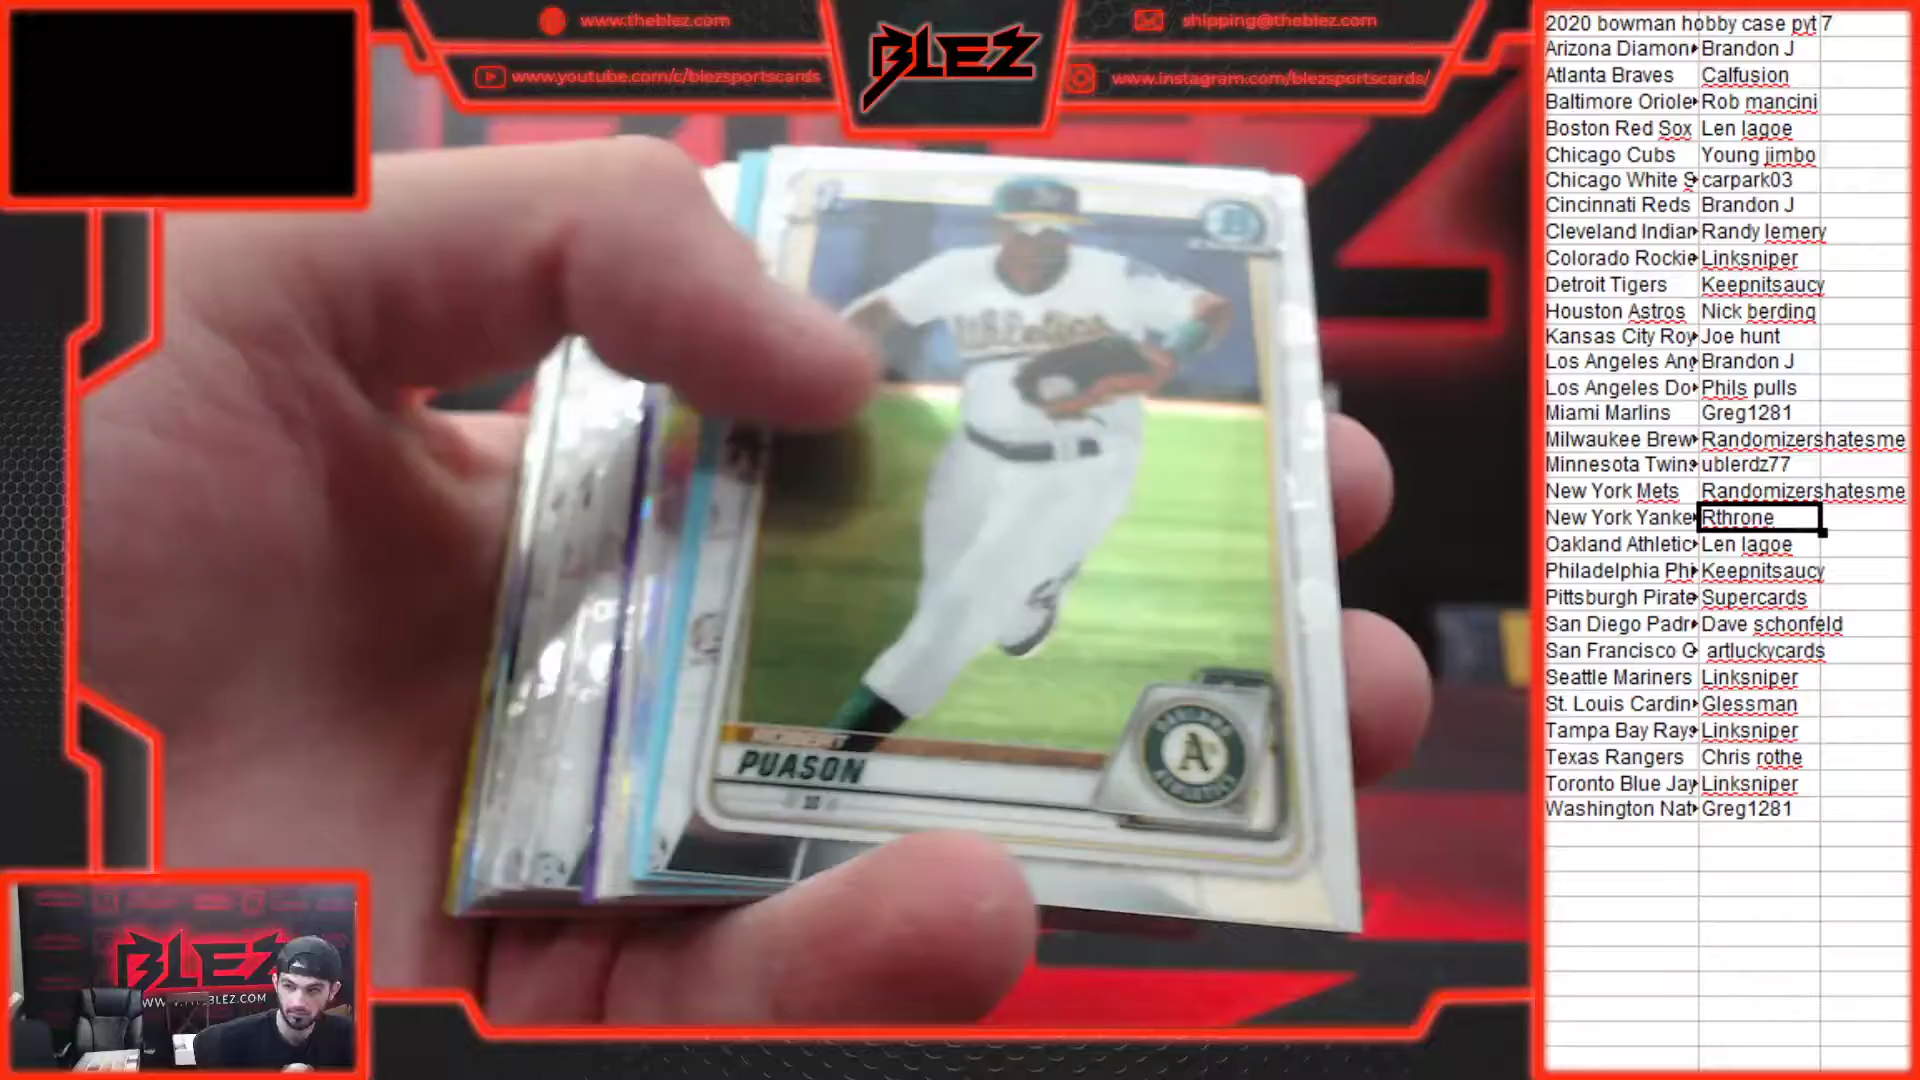 www.theblez.com
shipping@theblez.com
BLEZ
www.youtube.com/c/blezsportscards
www.instagram.com/blezsportscards/
ROBERT
PUASON
A's
BLEZ
2020 bowman hobby case pyt 7
Arizona Diamon Brandon J
Atlanta Braves Calfusion
Baltimore Oriole Rob mancini
Boston Red Sox Len lagoe
Chicago Cubs Young jimbo
Chicago White S carpark03
Cincinnati Reds Brandon J
Cleveland Indian Randy lemery
Colorado Rockie Linksniper
Detroit Tigers Keepnitsaucy
Houston Astros Nick berding
Kansas City Roy Joe hunt
Los Angeles Ang Brandon J
Los Angeles Do Phils pulls
Miami Marlins Greg1281
Milwaukee Brew Randomizershatesme
Minnesota Twins ublerdz77
New York Mets Randomizershatesme
New York Yanke Rthrone
Oakland Athletic Len lagoe
Philadelphia Phi Keepnitsaucy
Pittsburgh Pirate Supercards
San Diego Padr Dave schonfeld
San Francisco G artluckycards
Seattle Mariners Linksniper
St. Louis Cardin Glessman
Tampa Bay Rays Linksniper
Texas Rangers Chris rothe
Toronto Blue Jay Linksniper
Washington Nat Greg1281